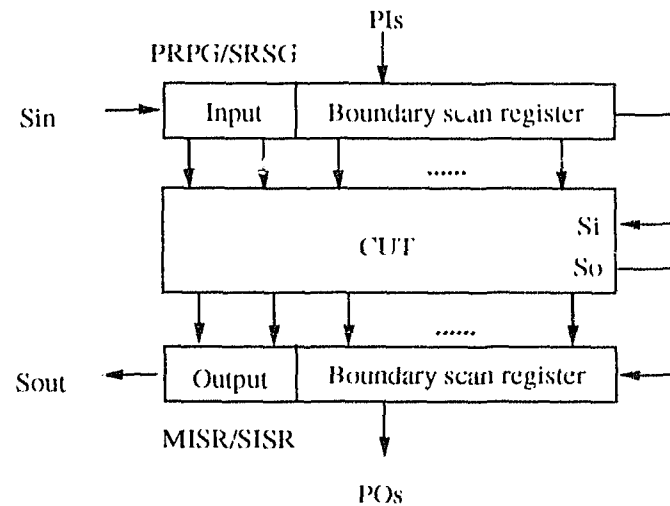 PIs
PRPG/SRSG
Sin
Input
Boundary scan register
......
Si
CUT
So
......
Sout
Output
Boundary scan register
MISR/SISR
POs